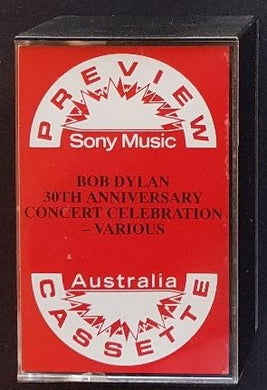 PREVIEW
Sony Music
BOB DYLAN
30TH ANNIVERSARY
CONCERT CELEBRATION
– VARIOUS
Australia
CASSETTE